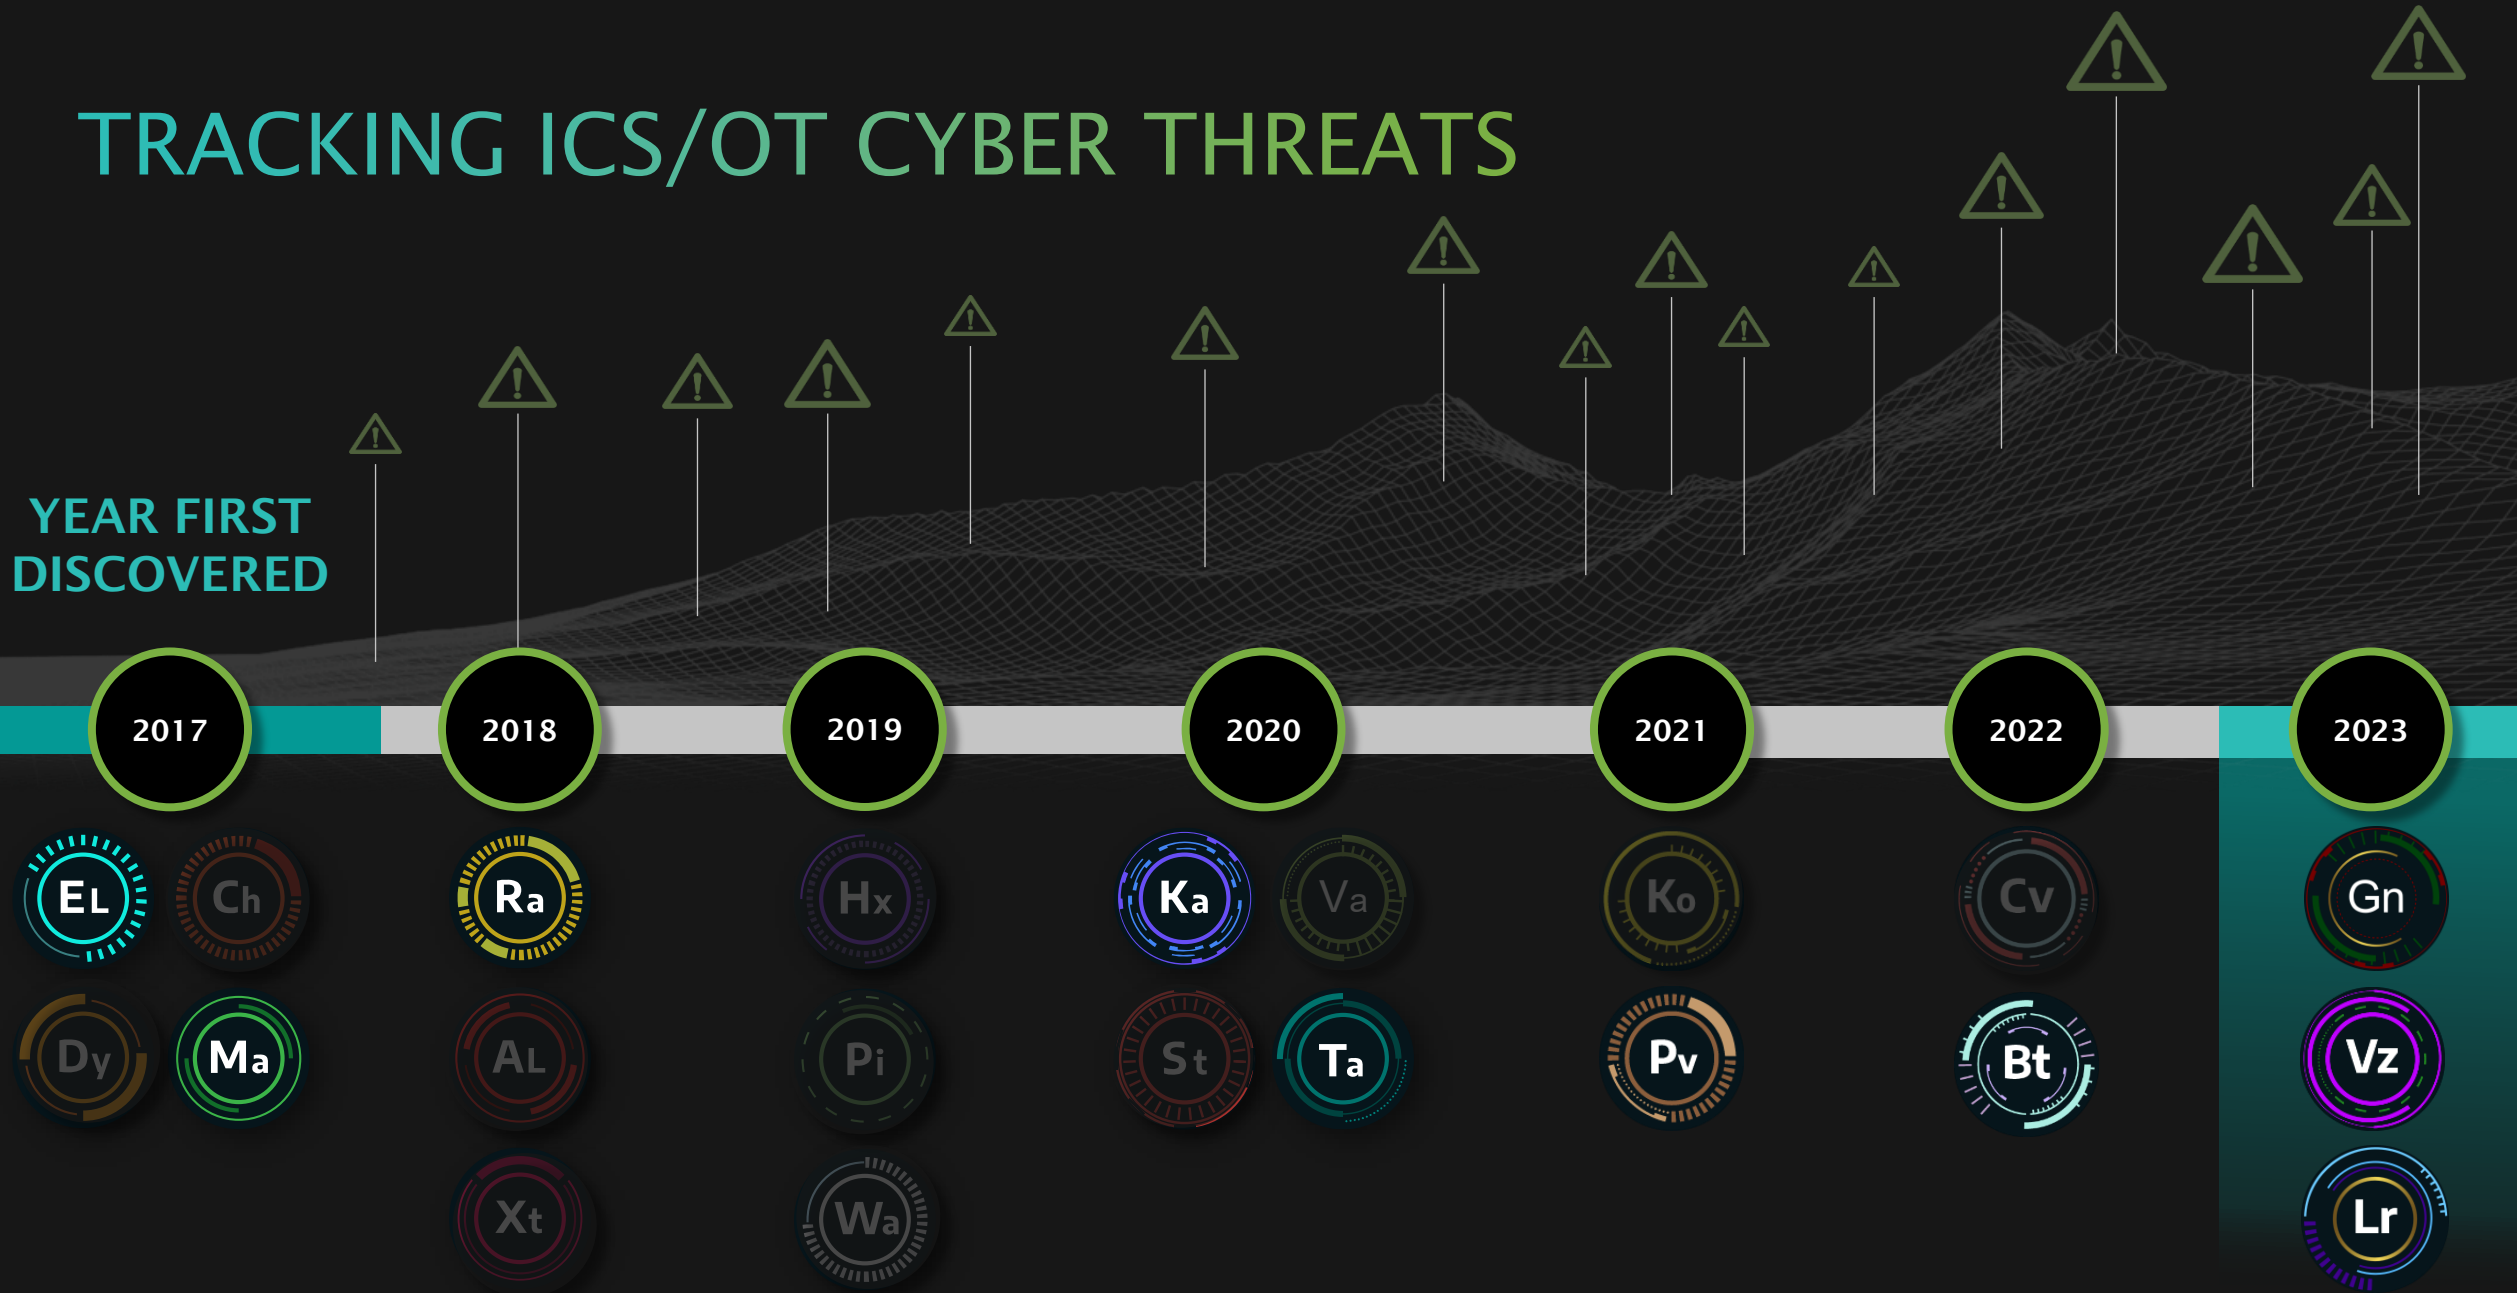 TRACKING ICS/OT CYBER THREATS
YEAR FIRST
DISCOVERED
2017 2018 2019 2020 2021 2022 2023
EL Ch Ra Hx Ka Va Ko Cv Gn
Dy Ma AL Pi St Ta Pv Bt Vz
Xt Wa Lr